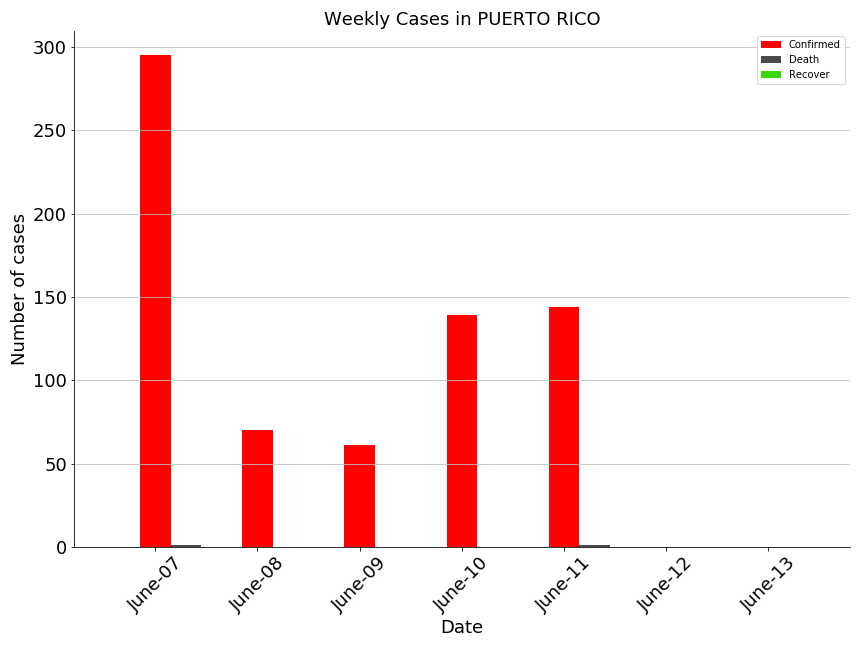 Weekly Cases in PUERTO RICO
Confirmed
Death
Recover
Number of cases
300
250
200
150
100
50
0
June-07
June-08
June-09
June-10
June-11
June-12
June-13
Date